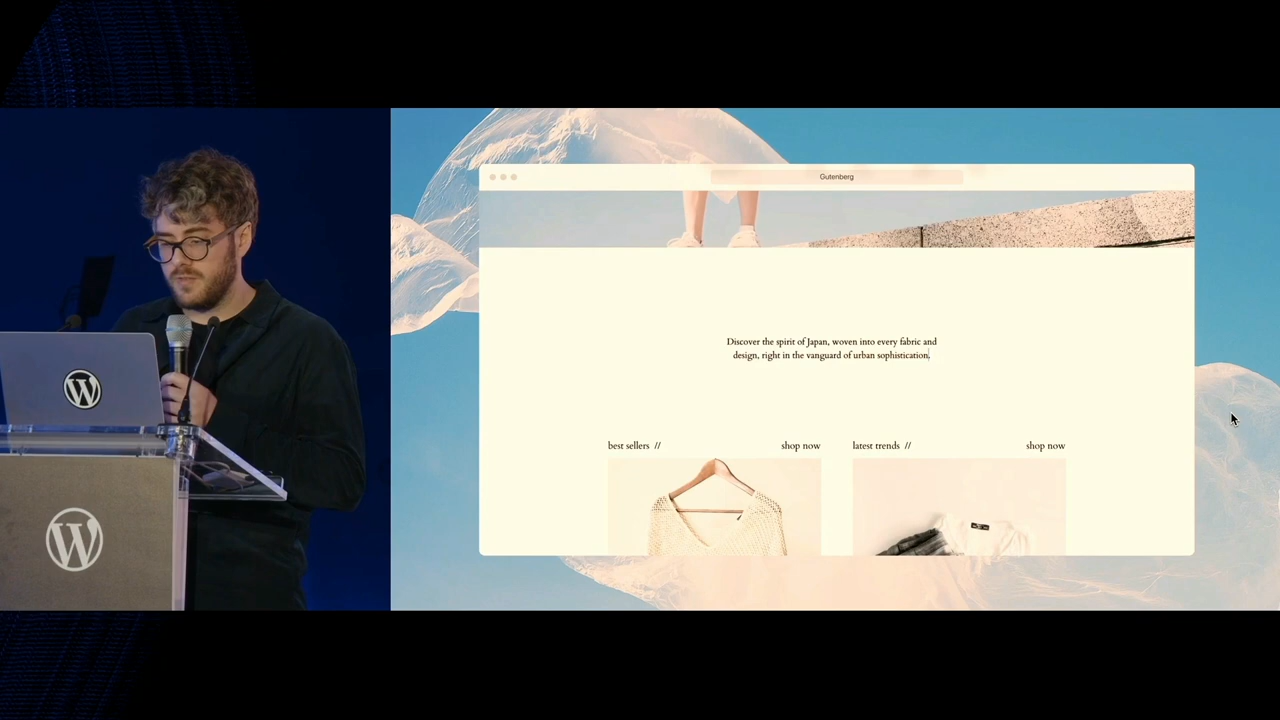 Gutenberg
Discover the spirit of Japan, woven into every fabric and
design, right in the vanguard of urban sophistication,
best sellers // shop now
latest trends // shop now